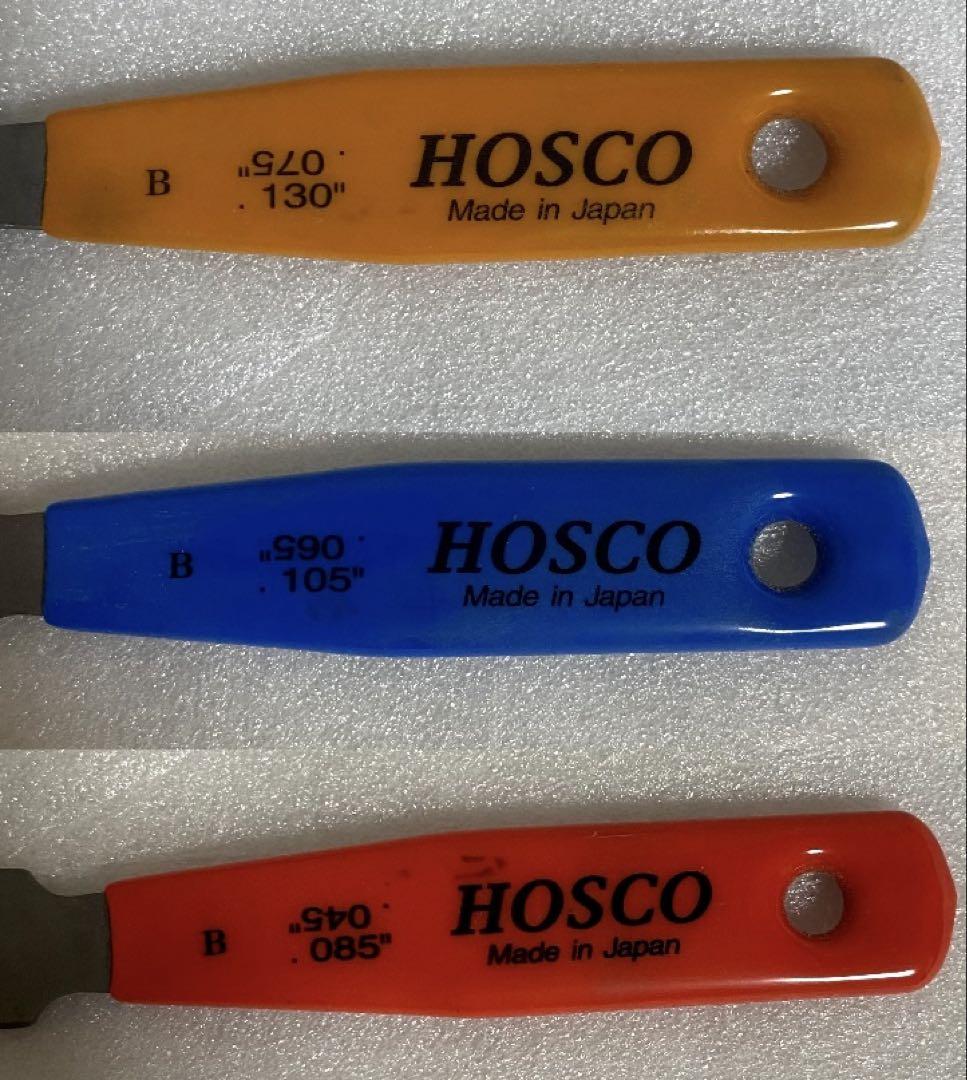 B
.075"
.130"
HOSCO
Made in Japan
B
.065"
.105"
HOSCO
Made in Japan
B
.045"
.085"
HOSCO
Made in Japan